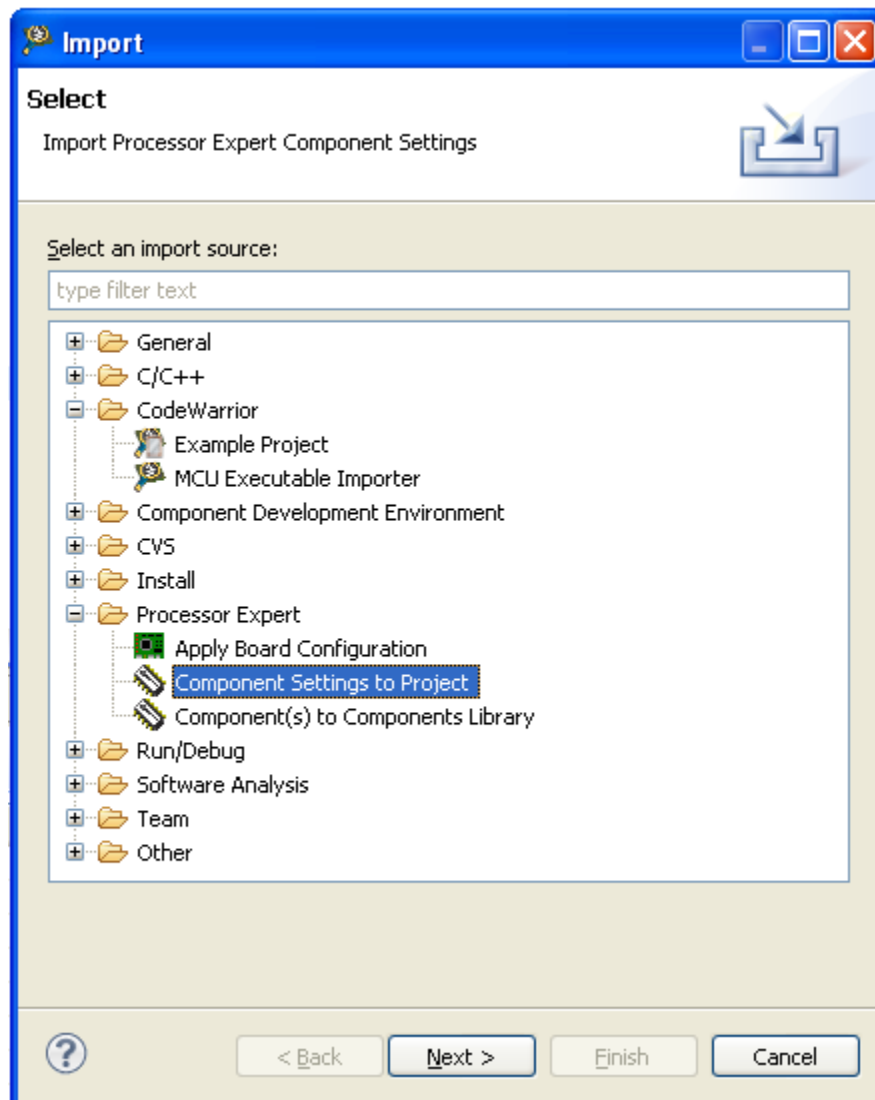 Import
Select
Import Processor Expert Component Settings
Select an import source:
type filter text
General
C/C++
CodeWarrior
Example Project
MCU Executable Importer
Component Development Environment
CVS
Install
Processor Expert
Apply Board Configuration
Component Settings to Project
Component(s) to Components Library
Run/Debug
Software Analysis
Team
Other
? < Back Next > Finish Cancel